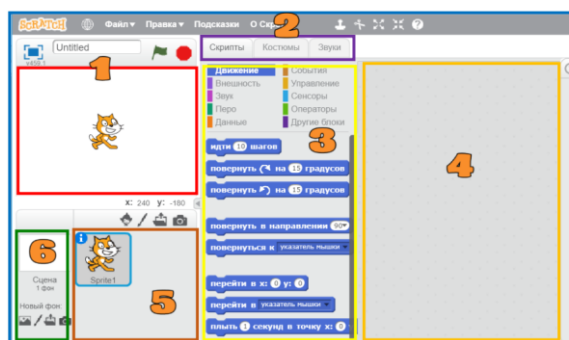 SCRATCH Файл▼ Правка▼ Подсказки О Скр
2
Untitled
v459.1
Скрипты Костюмы Звуки
1
Движение События
Внешность Управление
Звук Сенсоры
Перо Операторы
Данные Другие блоки
3
4
идти 10 шагов
повернуть на 15 градусов
повернуть на 15 градусов
x: 240 y: -180
повернуть в направлении 90▼
повернуться к указатель мышки
6
Сцена
1 фон
Новый фон:
Sprite1
5
перейти в x: 0 y: 0
перейти в указатель мышки
плыть 1 секунд в точку x: 0